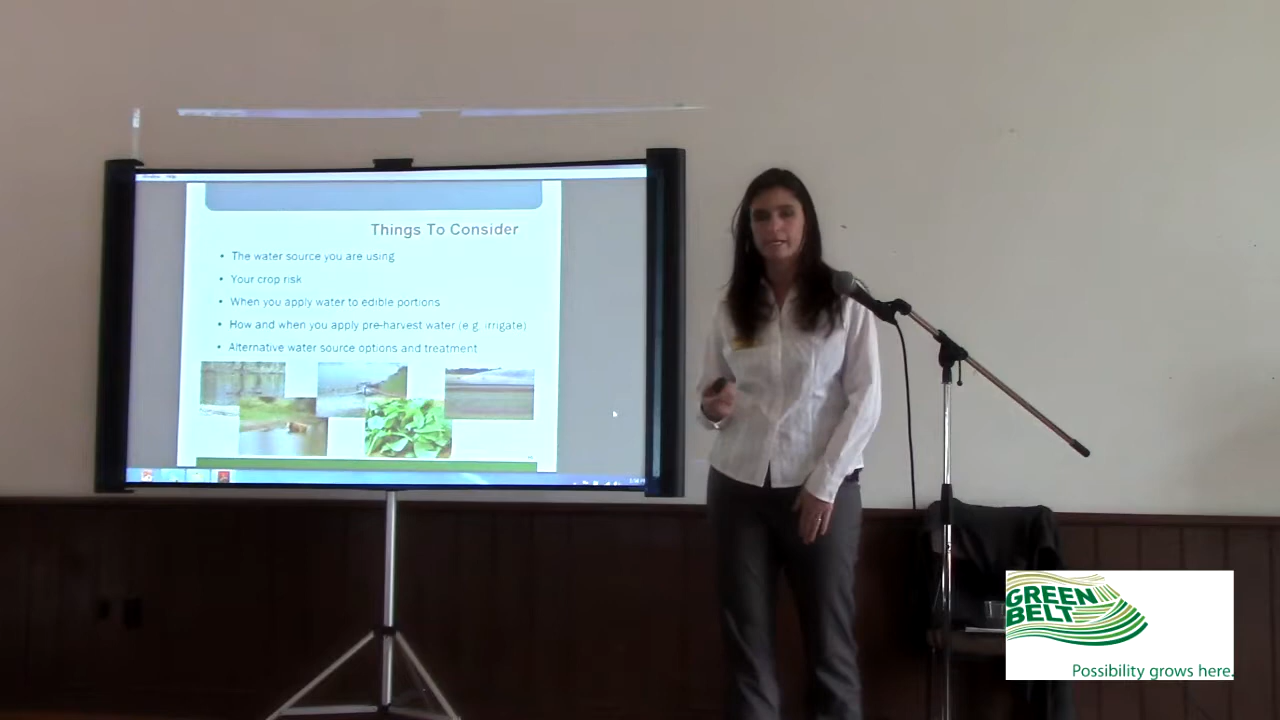 Things To Consider
• The water source you are using
• Your crop risk
• When you apply water to edible portions
• How and when you apply pre-harvest water (e.g. irrigate)
• Alternative water source options and treatment
GREEN
BELT
Possibility grows here.